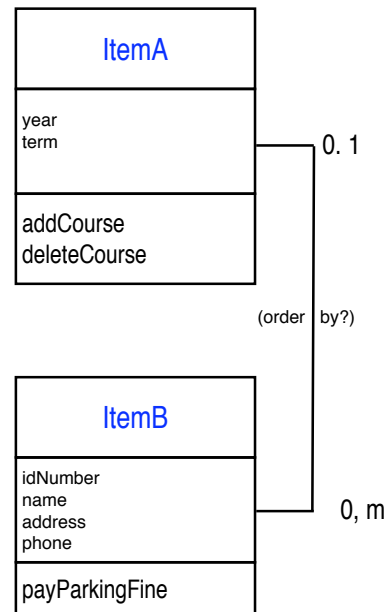 ItemA
year
term
0. 1
addCourse
deleteCourse
(order by?)
ItemB
idNumber
name
address
phone
0, m
payParkingFine